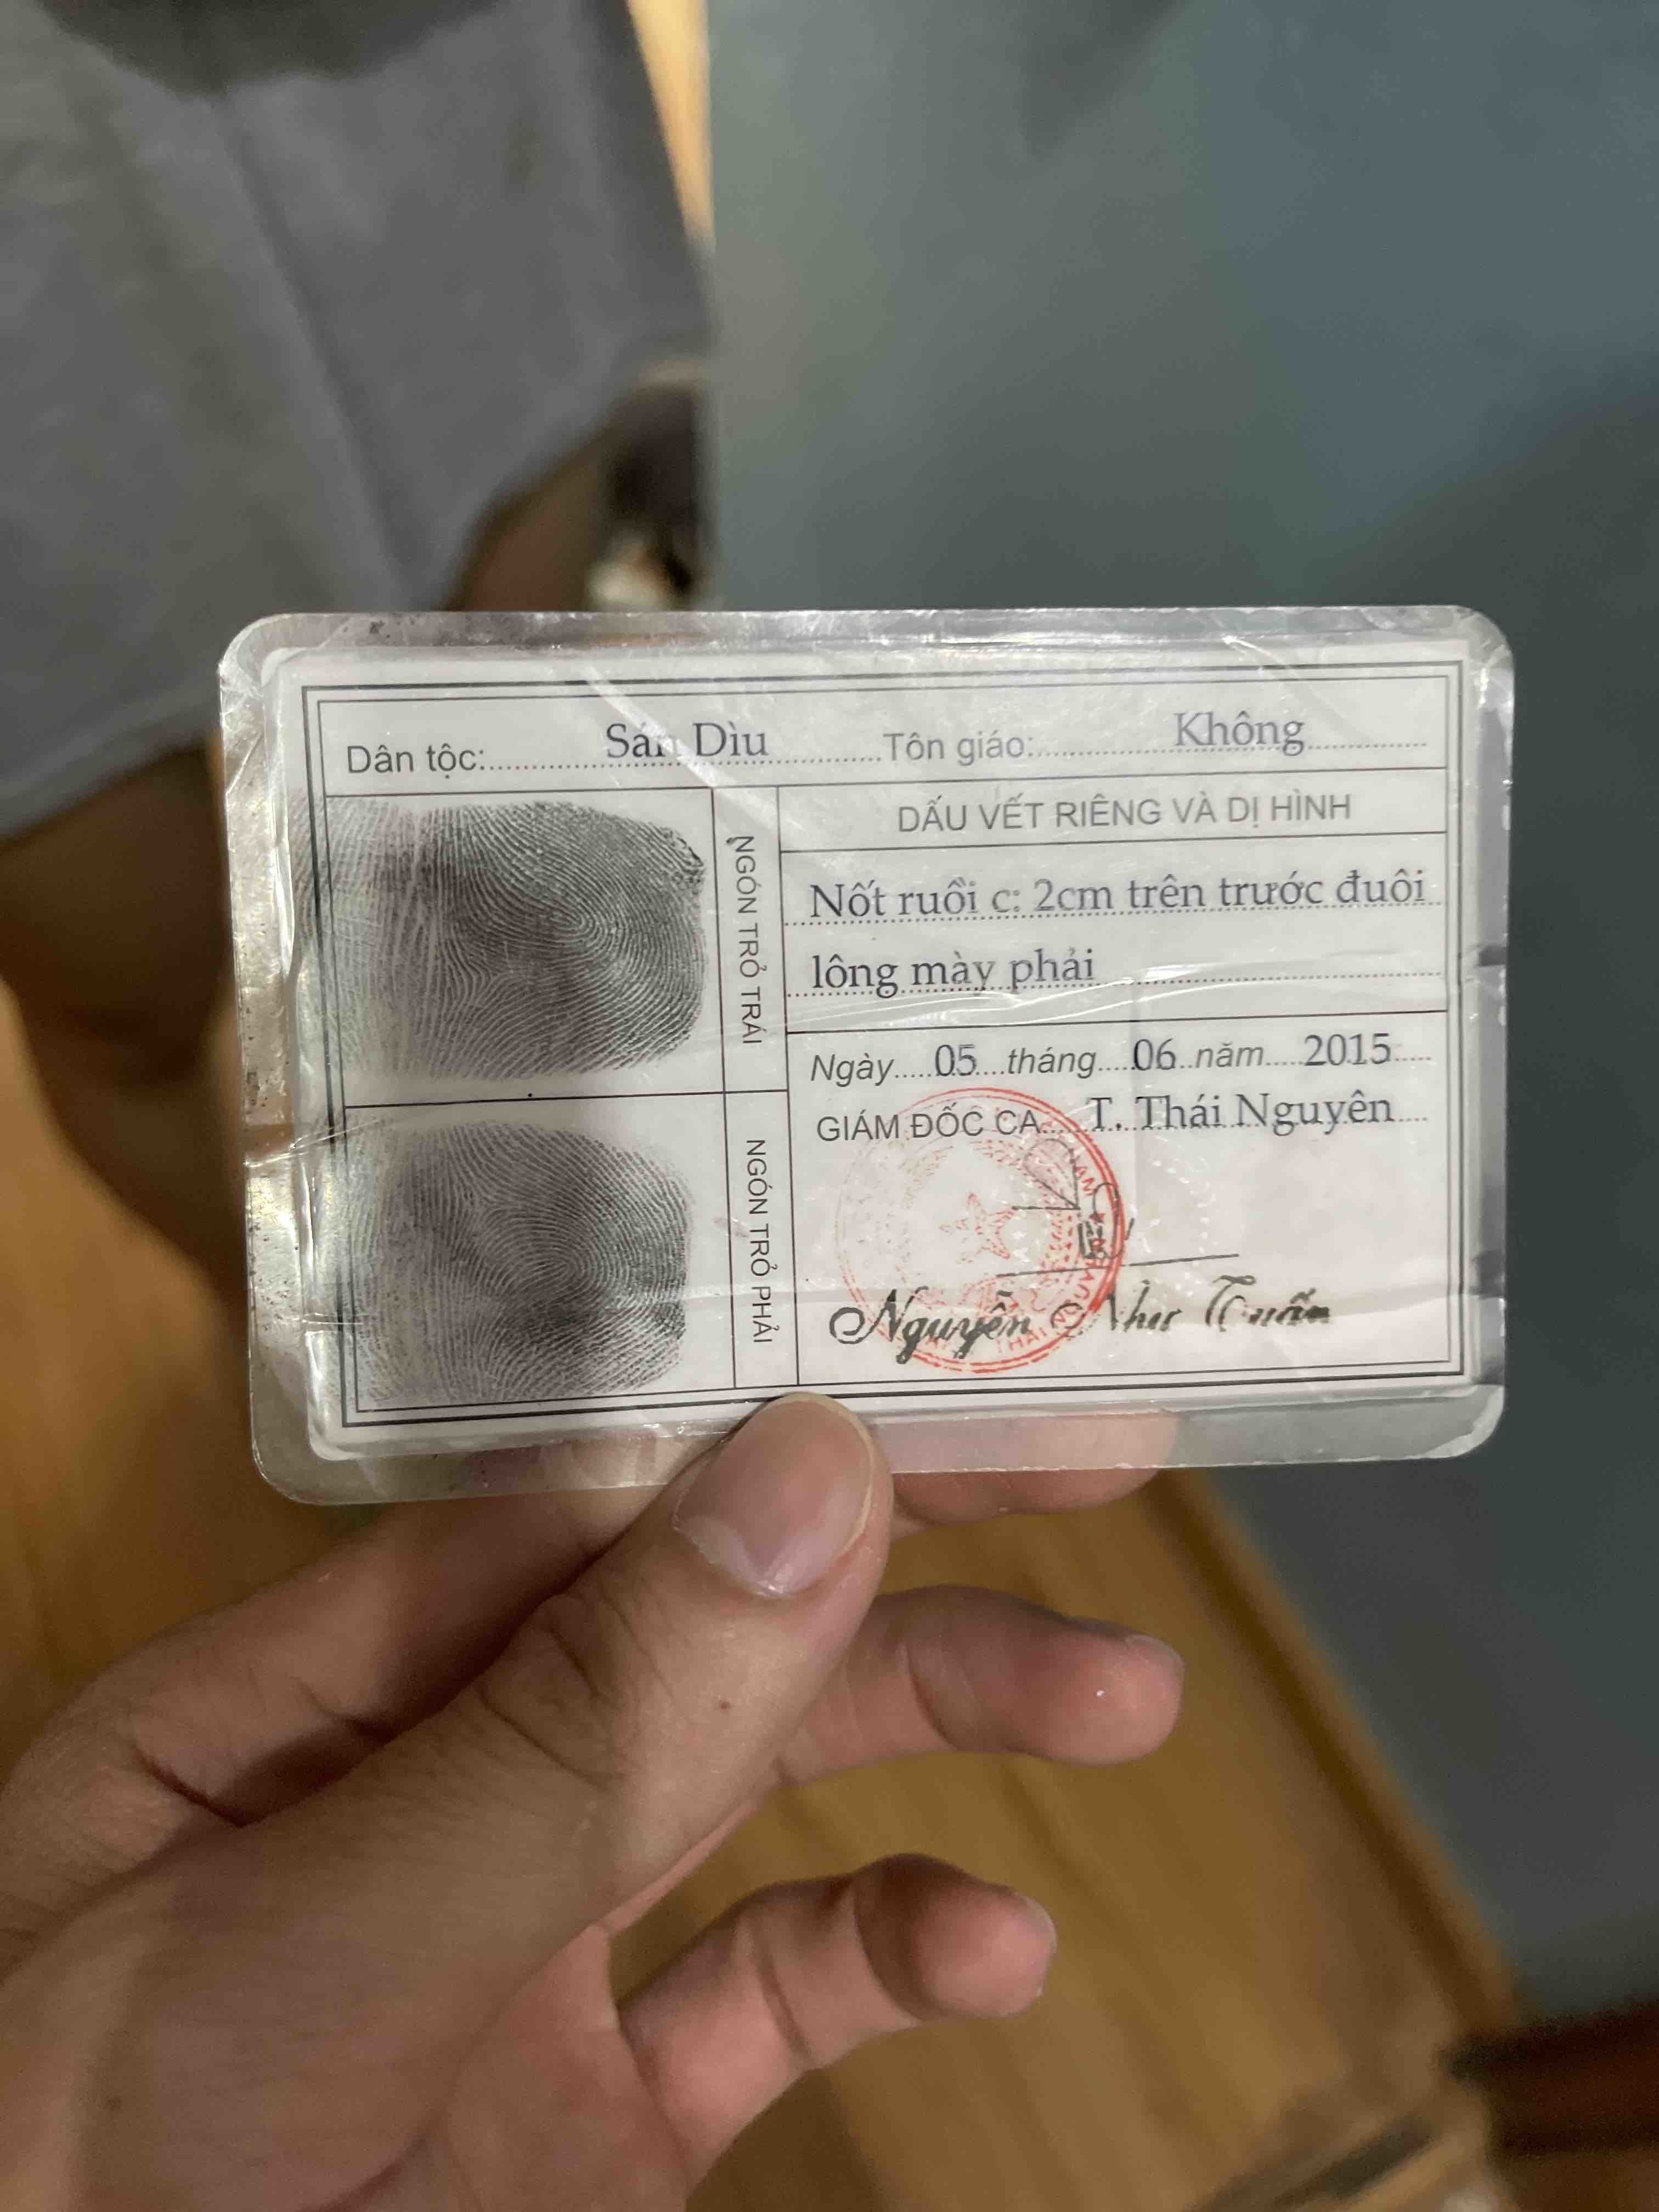 Dân tộc: Sán Dìu Tôn giáo: Không
NGÓN TRỎ TRÁI
NGÓN TRỎ PHẢI
DẤU VẾT RIÊNG VÀ DỊ HÌNH
Nốt ruồi c: 2cm trên trước đuôi
lông mày phải
Ngày 05 tháng 06 năm 2015
GIÁM ĐỐC CA T. Thái Nguyên
Nguyễn Như Tuấn